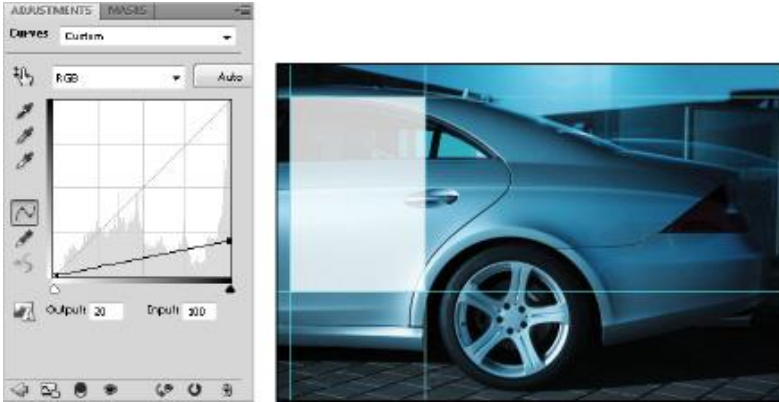 ADJUSTMENTS MASKS
Curves Custom
RGB Auto
Output: 20 Input: 100